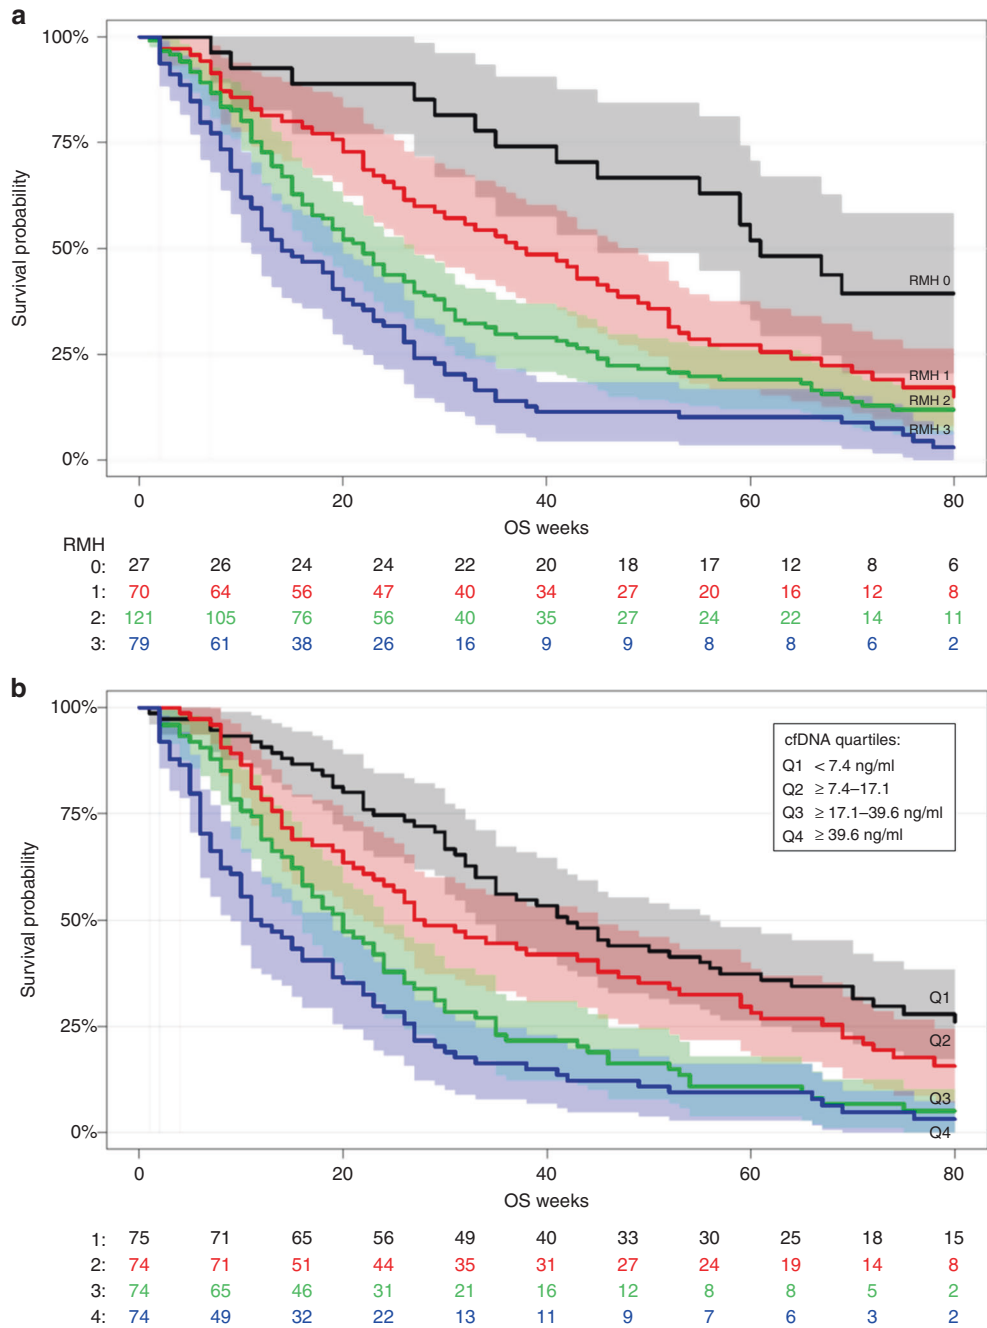 a
100%
75%
50%
25%
0%
Survival probability
RMH 0
RMH 1
RMH 2
RMH 3
0 20 40 60 80
OS weeks
RMH
0: 27 26 24 24 22 20 18 17 12 8 6
1: 70 64 56 47 40 34 27 20 16 12 8
2: 121 105 76 56 40 35 27 24 22 14 11
3: 79 61 38 26 16 9 9 8 8 6 2
b
100%
75%
50%
25%
0%
Survival probability
cfDNA quartiles:
Q1 < 7.4 ng/ml
Q2 ≥ 7.4–17.1
Q3 ≥ 17.1–39.6 ng/ml
Q4 ≥ 39.6 ng/ml
Q1
Q2
Q3
Q4
0 20 40 60 80
OS weeks
1: 75 71 65 56 49 40 33 30 25 18 15
2: 74 71 51 44 35 31 27 24 19 14 8
3: 74 65 46 31 21 16 12 8 8 5 2
4: 74 49 32 22 13 11 9 7 6 3 2